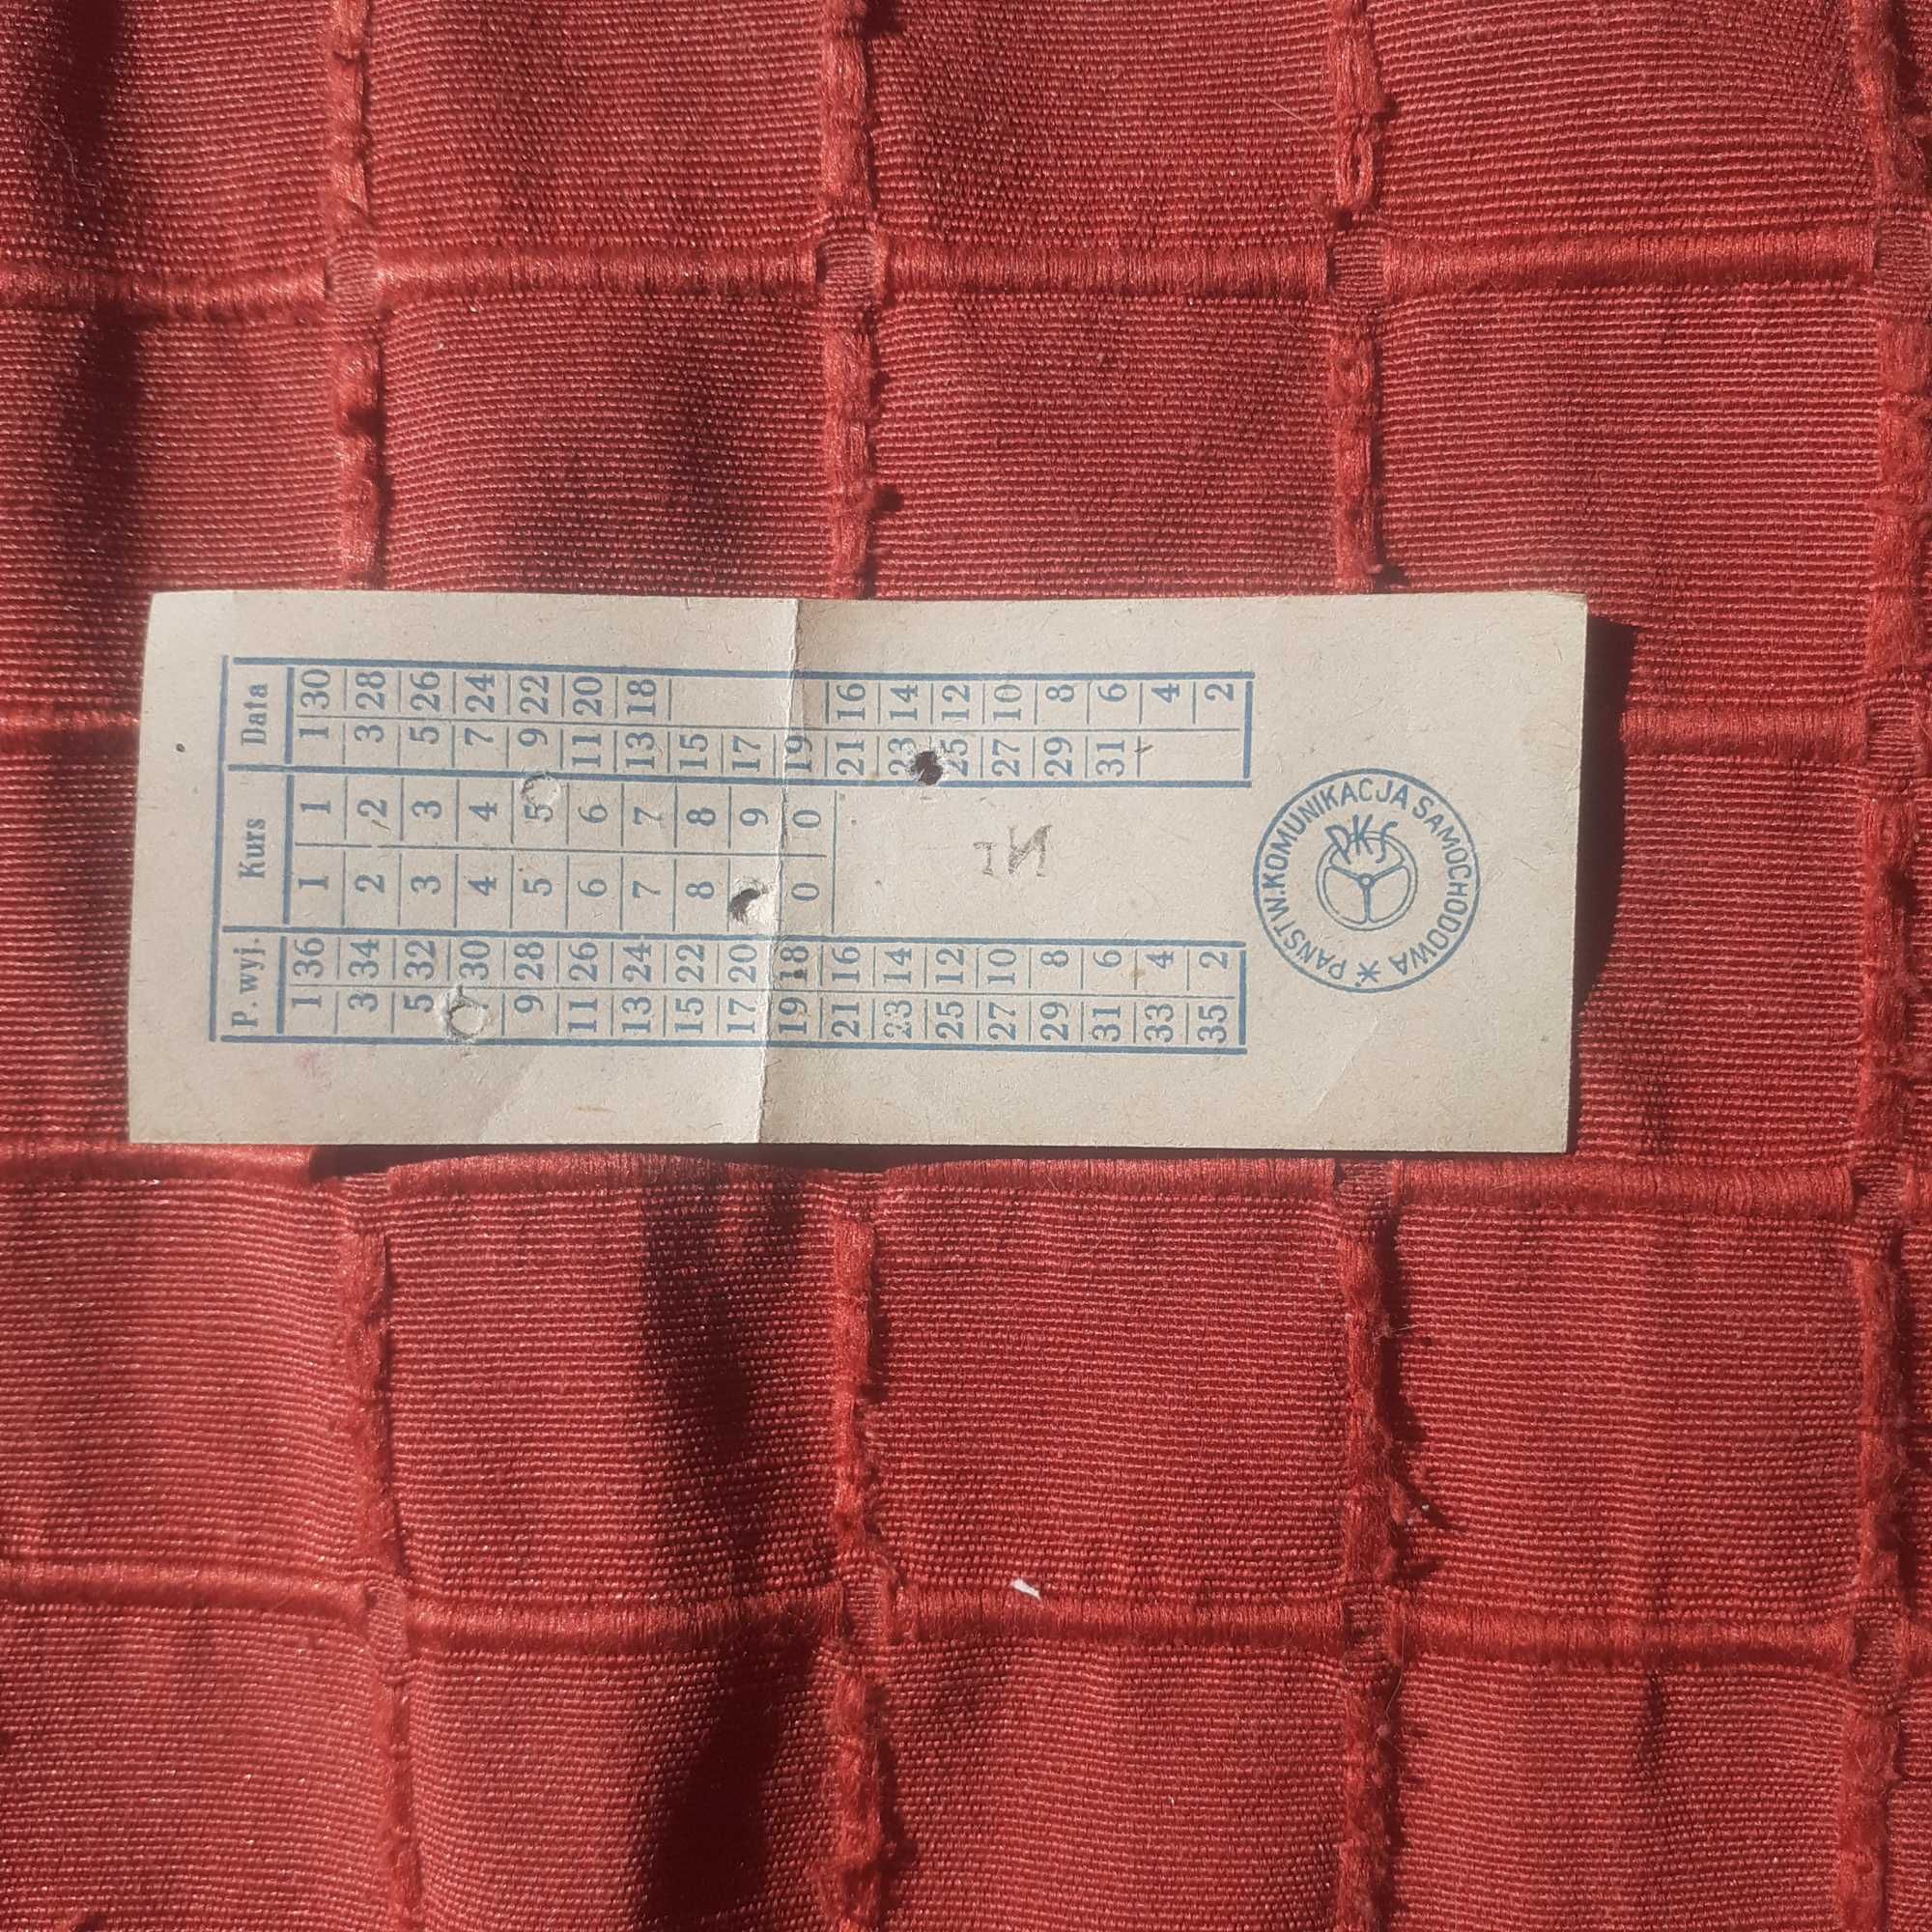 P. wyj. Kurs Data
1 36 1 1 1 30
3 34 2 2 3 28
5 32 3 3 5 26
7 30 4 4 7 24
9 28 5 5 9 22
11 26 6 6 11 20
13 24 7 7 13 18
15 22 8 8 15
17 20 9 17
19 18 0 0 19
21 16 21 16
23 14 23 14
25 12 25 12
27 10 27 10
29 8 29 8
31 6 31 6
33 4 4
35 2 2
PAŃSTW. KOMUNIKACJA SAMOCHODOWA *
PKS